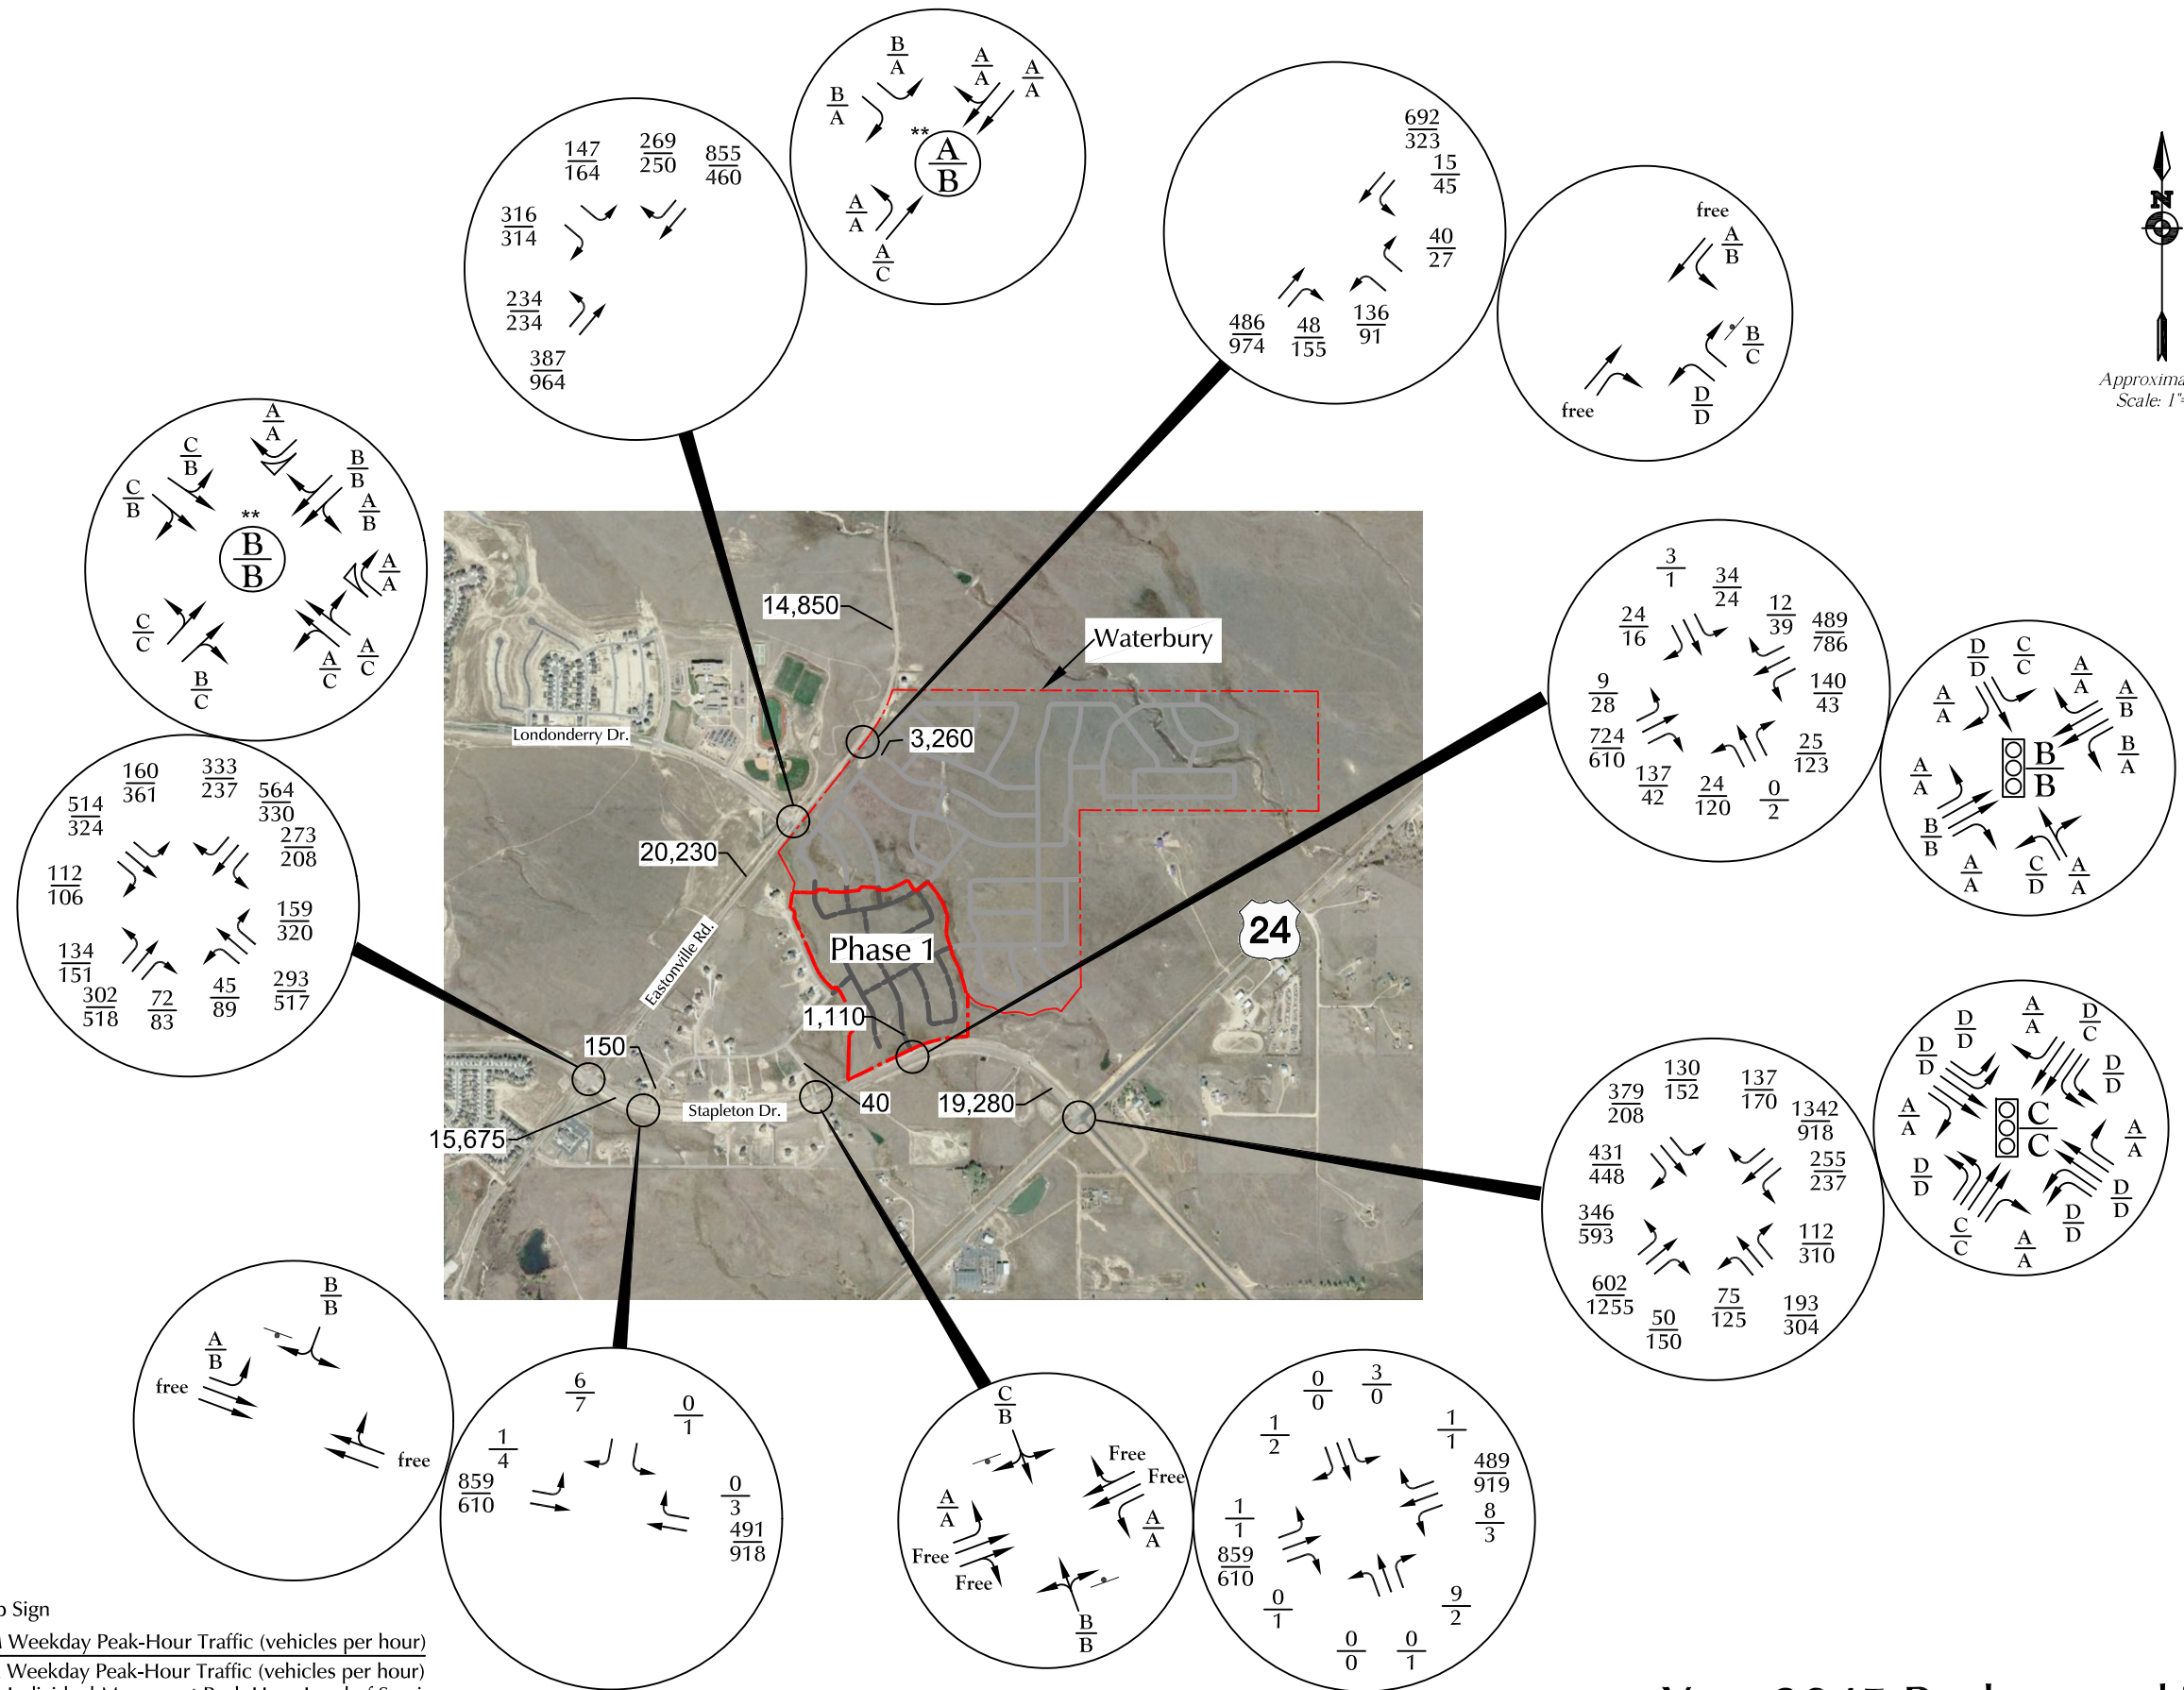 B
A
B
A
A
A
A
A
**
A
B
A
A
A
C
147
164
269
250
855
460
316
314
234
234
387
964
692
323
15
45
40
27
136
91
48
155
486
974
free
A
B
B
C
D
D
free
N
Scale: 1"
A
A
C
B
C
B
B
B
A
B
**
B
B
A
A
C
C
B
C
A
C
A
C
160
361
333
237
564
330
514
324
273
208
112
106
159
320
134
151
302
518
72
83
45
89
293
517
14,850
Waterbury
Londonderry Dr.
3,260
20,230
Eastonville Rd.
Phase 1
24
1,110
150
40
19,280
Stapleton Dr.
15,675
3
1
34
24
12
39
489
786
24
16
9
28
140
43
724
610
137
42
24
120
0
2
25
123
D
D
C
C
A
A
A
B
A
A
B
A
B
B
A
A
B
B
A
A
C
D
A
A
130
152
137
170
379
208
1342
918
431
448
255
237
346
593
112
310
602
1255
50
150
75
125
193
304
A
A
D
C
D
D
D
D
D
D
A
A
C
C
A
A
D
D
D
D
D
D
C
C
A
A
B
B
A
B
free
free
6
7
0
1
1
4
859
610
0
3
491
918
C
B
Free
Free
A
A
A
A
Free
Free
B
B
0
0
3
0
1
2
1
1
489
919
1
1
8
3
859
610
0
1
9
2
0
0
0
1
Sign
Weekday Peak-Hour Traffic (vehicles per hour)
Weekday Peak-Hour Traffic (vehicles per hour)